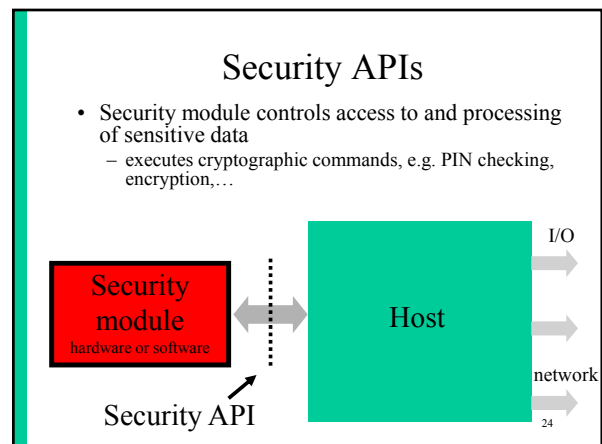 Security APIs
• Security module controls access to and processing
of sensitive data
– executes cryptographic commands, e.g. PIN checking,
encryption,…
I/O
Security
module
hardware or software
Host
network
Security API
24